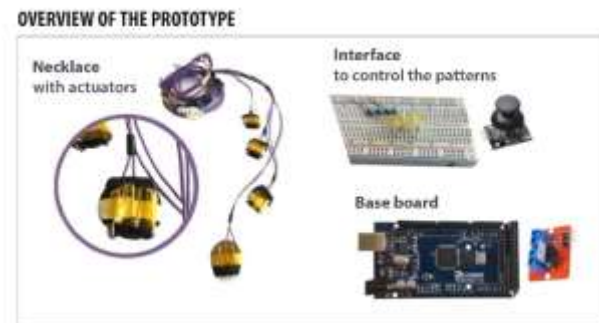 OVERVIEW OF THE PROTOTYPE
Necklace
with actuators
Interface
to control the patterns
Base board